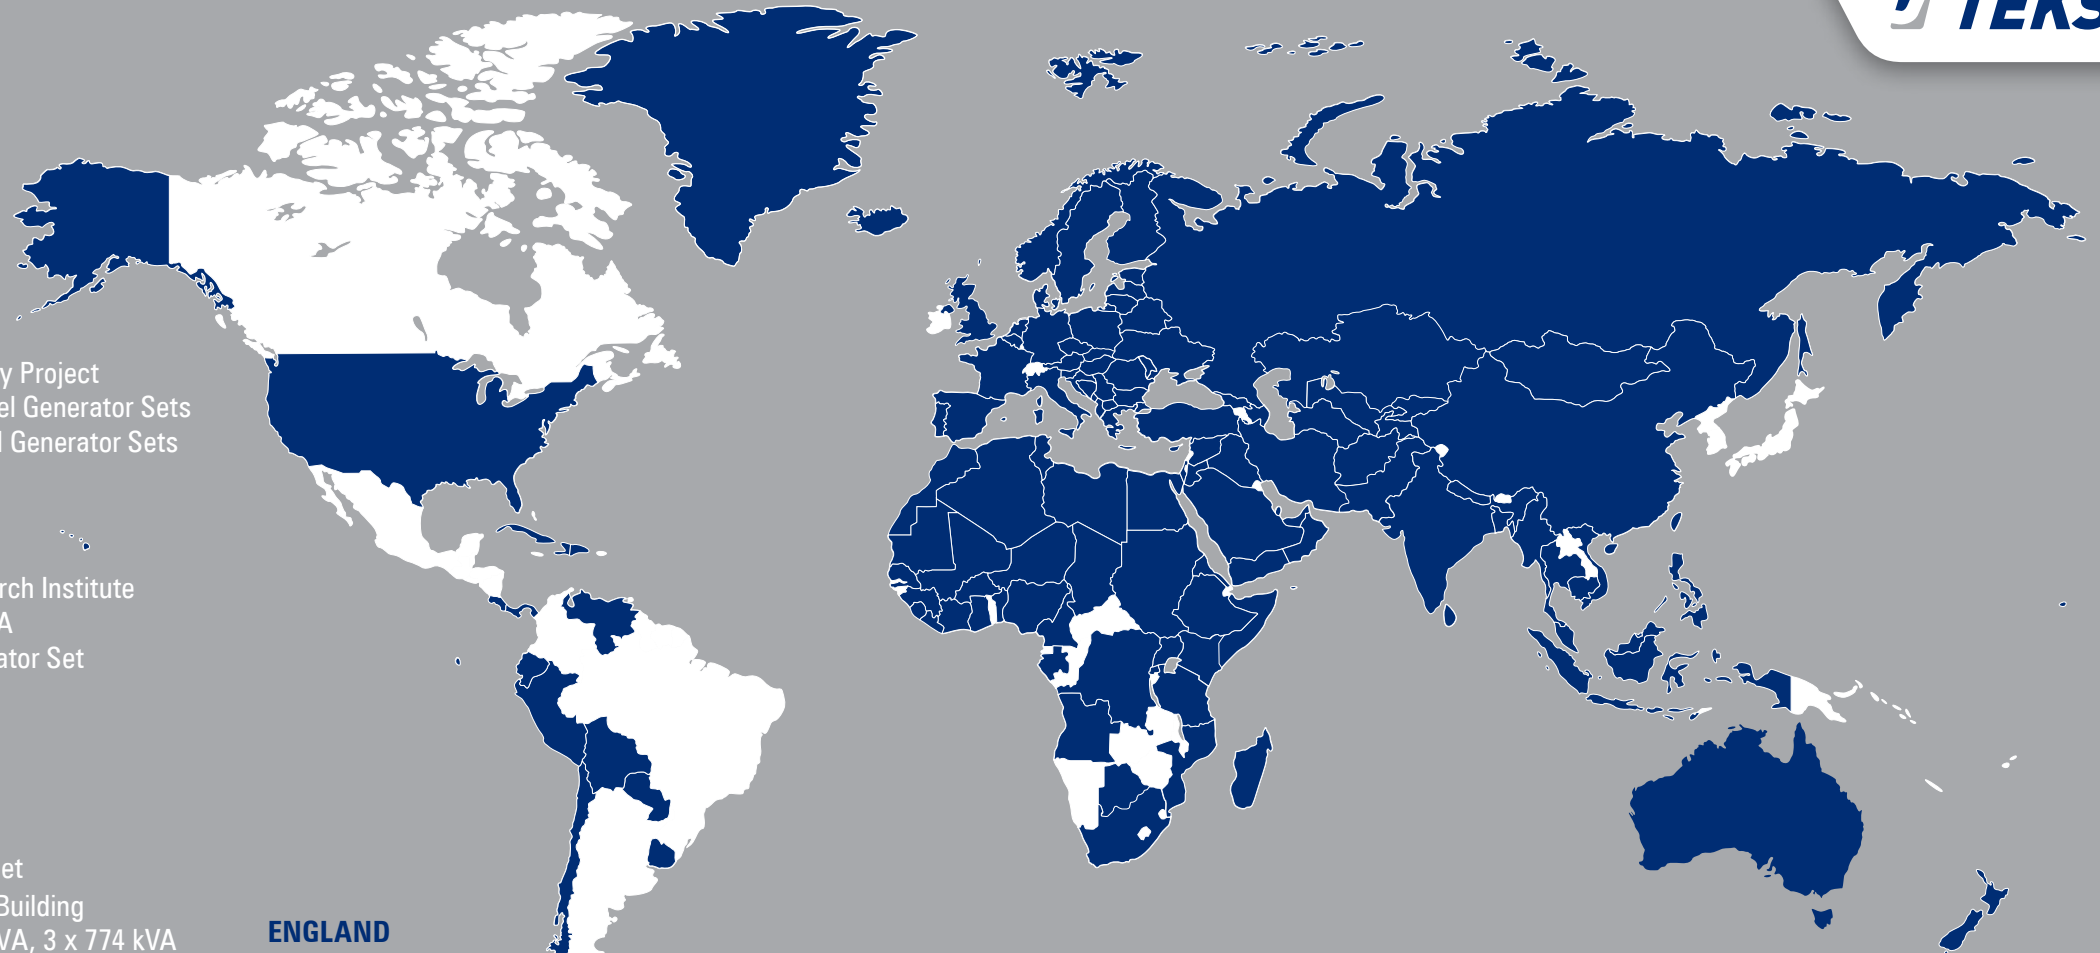 y Project
el Generator Sets
l Generator Sets
rch Institute
A
ator Set
et
Building
VA, 3 x 774 kVA
ENGLAND
TEKS